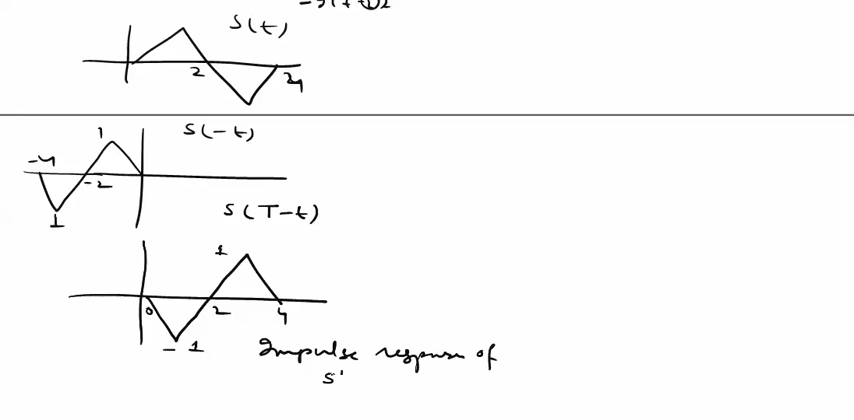 S(t)
2
4
1
S(-t)
-4
-2
1
S(T-t)
1
0
2
4
-1
Impulse response of
s'